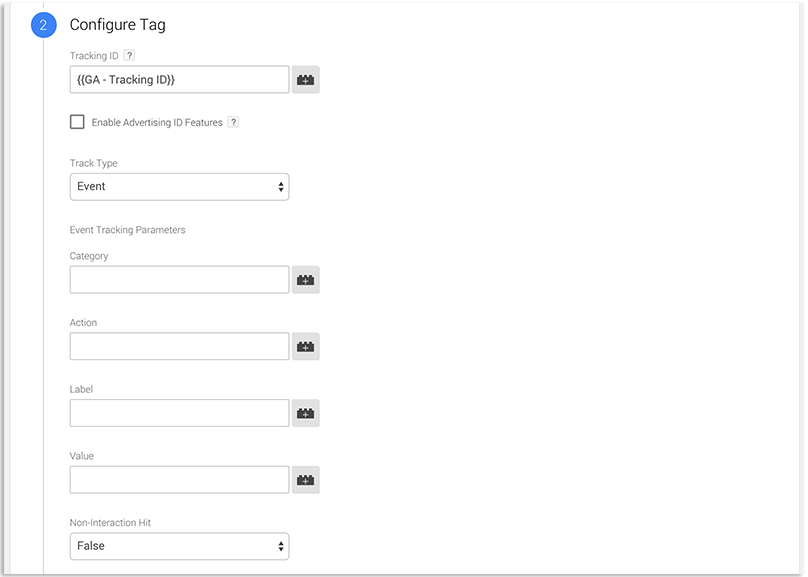 2 Configure Tag
Tracking ID ?
{{GA - Tracking ID}}
Enable Advertising ID Features ?
Track Type
Event
Event Tracking Parameters
Category
Action
Label
Value
Non-Interaction Hit
False